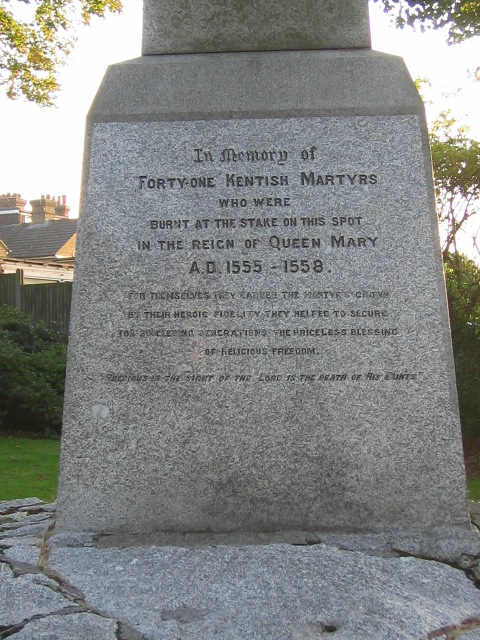 In Memory of
FORTY-ONE KENTISH MARTYRS
WHO WERE
BURNT AT THE STAKE ON THIS SPOT
IN THE REIGN OF QUEEN MARY
A.D. 1555 - 1558.
FOR THEMSELVES THEY EARNED THE MARTYR'S CROWN
BY THEIR HEROIC FIDELITY THEY HELPED TO SECURE
FOR SUCCEEDING GENERATIONS THE PRICELESS BLESSING
OF RELIGIOUS FREEDOM.
"PRECIOUS IN THE SIGHT OF THE LORD IS THE DEATH OF HIS SAINTS"